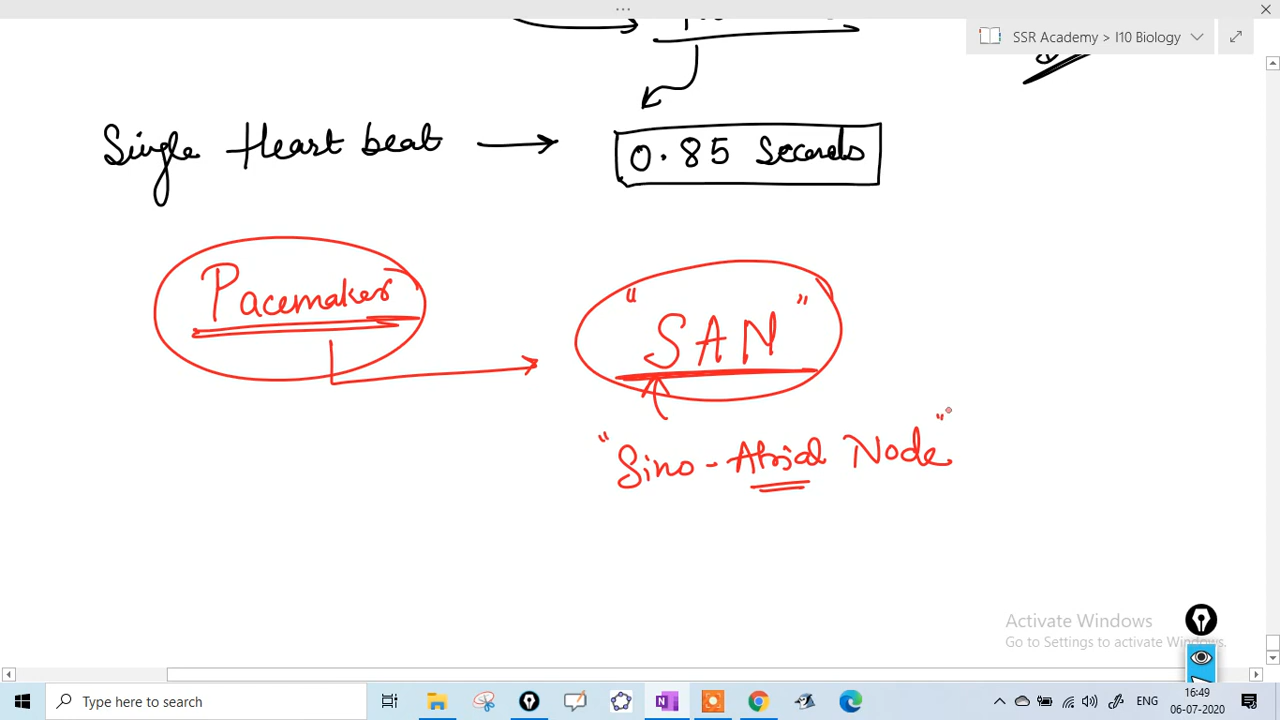 SSR Academy > I10 Biology
Single Heart beat → 0.85 Seconds
Pacemaker
"SAN"
"Sino-Atrial Node"
Activate Windows
Go to Settings to activate Windows.
Type here to search
ENG
16:49
06-07-2020